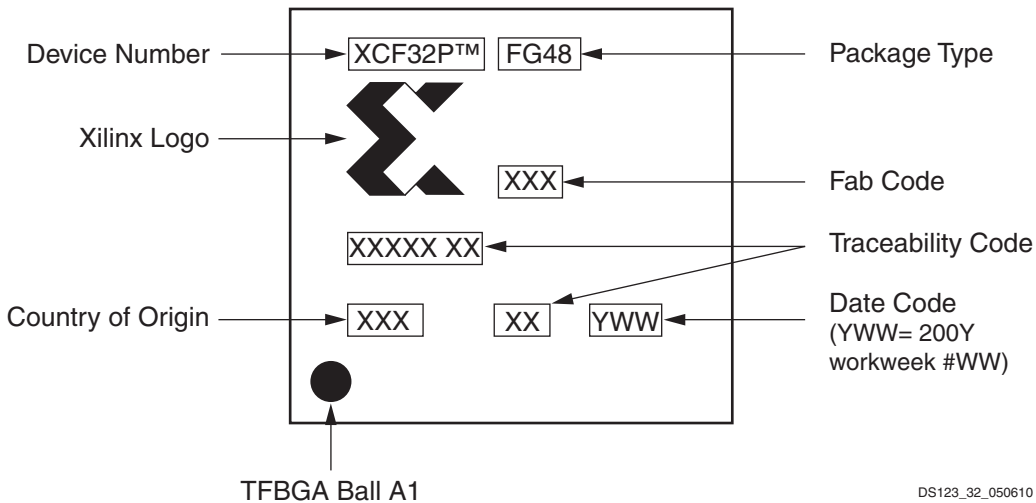 Device Number
XCF32P™
FG48
Package Type
Xilinx Logo
XXX
Fab Code
XXXXX XX
Traceability Code
Country of Origin
XXX
XX
YWW
Date Code
(YWW= 200Y
workweek #WW)
TFBGA Ball A1
DS123_32_050610